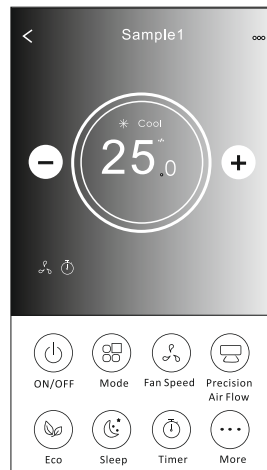 Sample1
Cool
25.0
ON/OFF
Mode
Fan Speed
Precision
Air Flow
Eco
Sleep
Timer
More